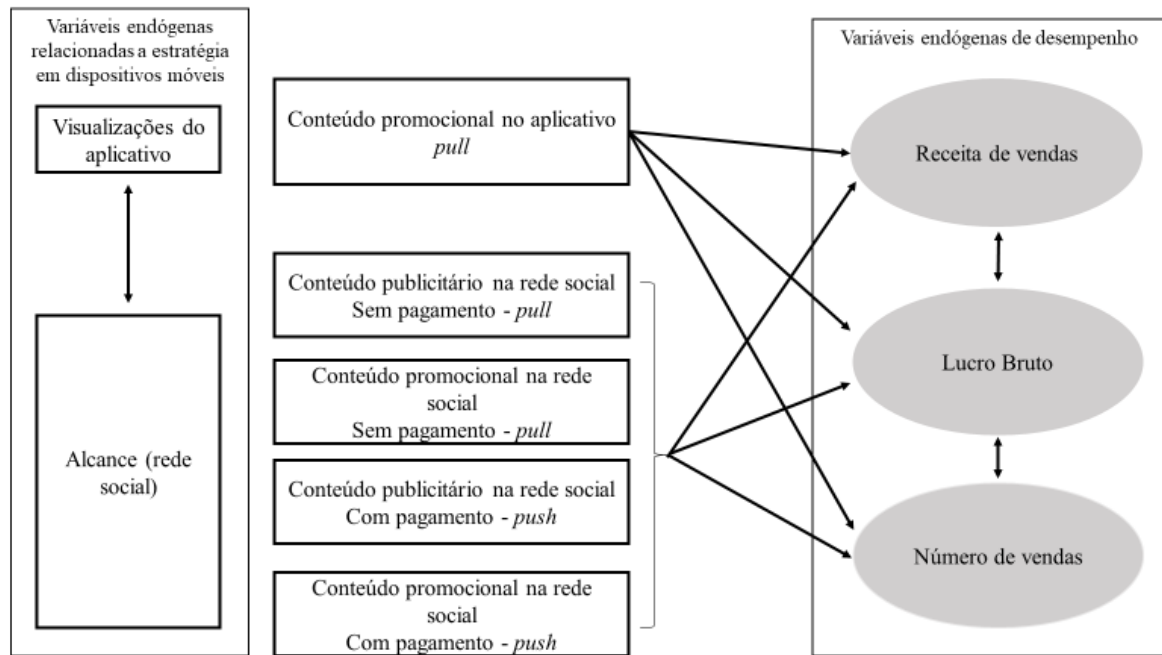 Variáveis endógenas
relacionadas a estratégia
em dispositivos móveis
Visualizações do
aplicativo
Alcance (rede
social)
Conteúdo promocional no aplicativo
pull
Conteúdo publicitário na rede social
Sem pagamento - pull
Conteúdo promocional na rede
social
Sem pagamento - pull
Conteúdo publicitário na rede social
Com pagamento - push
Conteúdo promocional na rede
social
Com pagamento - push
Variáveis endógenas de desempenho
Receita de vendas
Lucro Bruto
Número de vendas